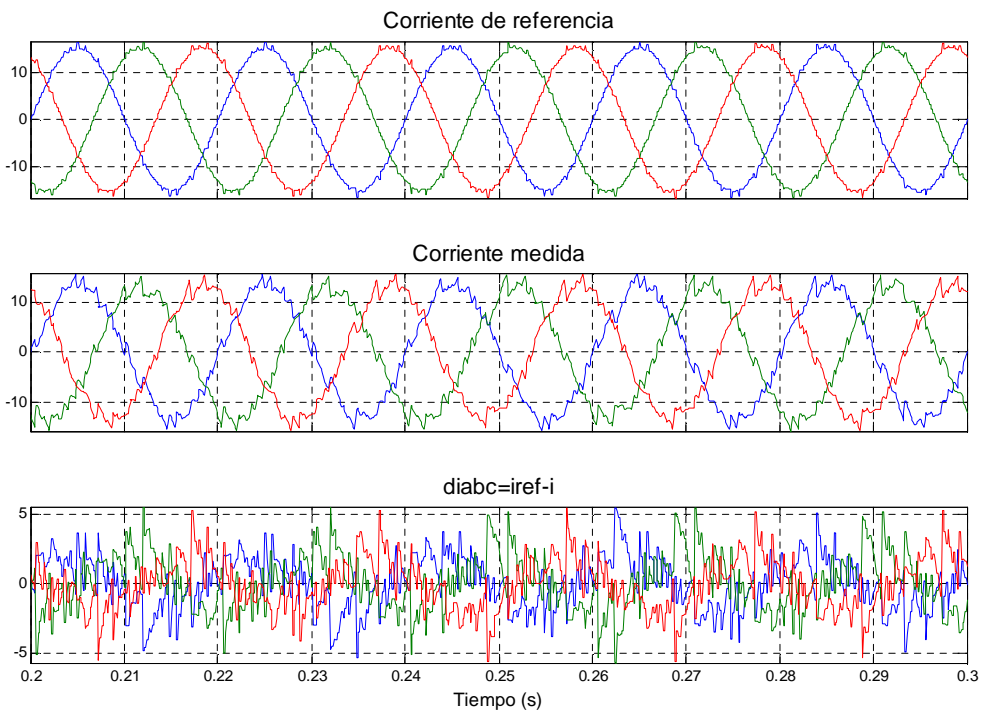 Corriente de referencia
10
0
-10
Corriente medida
10
0
-10
diabc=iref-i
5
0
-5
0.2 0.21 0.22 0.23 0.24 0.25 0.26 0.27 0.28 0.29 0.3
Tiempo (s)